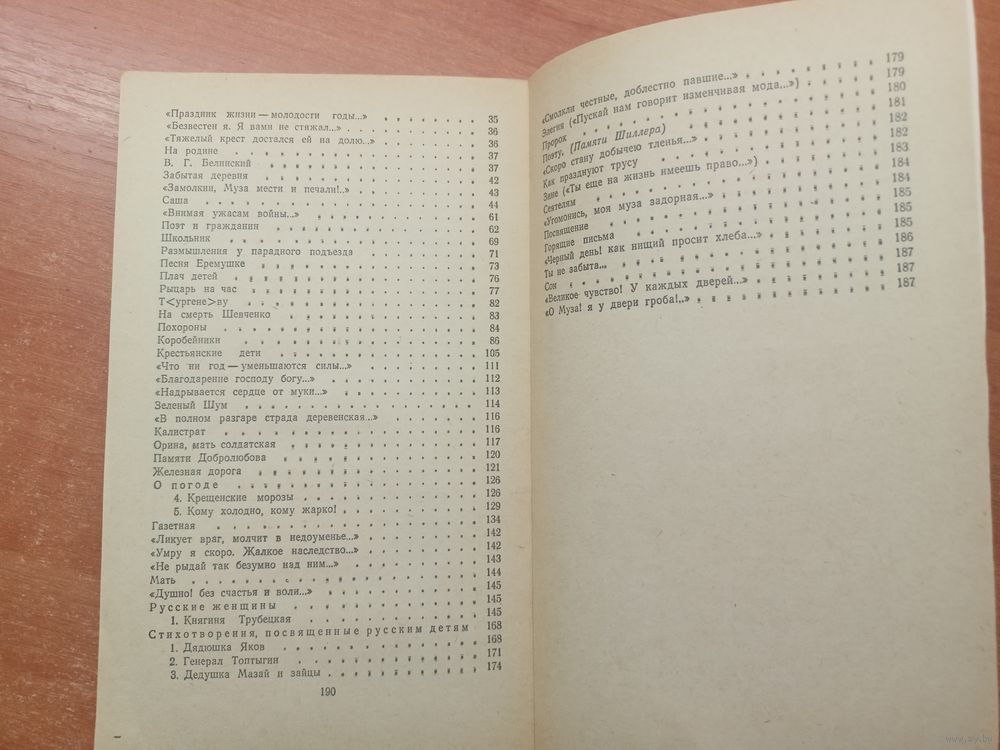 «Праздник жизни — молодости годы...» 35
«Безвестен я. Я вами не стяжал...» 36
«Тяжелый крест достался ей на долю...» 36
На родине 37
В. Г. Белинский 37
Забытая деревня 42
«Замолкни, Муза мести и печали!..» 43
Саша 44
«Внимая ужасам войны...» 61
Поэт и гражданин 62
Школьник 69
Размышления у парадного подъезда 71
Песня Еремушке 73
Плач детей 76
Рыцарь на час 77
Т<ургене>ву 82
На смерть Шевченко 83
Похороны 84
Коробейники 86
Крестьянские дети 105
«Что ни год — уменьшаются силы...» 111
«Благодарение господу богу...» 112
«Надрывается сердце от муки...» 113
Зеленый Шум 114
«В полном разгаре страда деревенская...» 116
Калистрат 116
Орина, мать солдатская 117
Памяти Добролюбова 120
Железная дорога 121
О погоде 126
4. Крещенские морозы 126
5. Кому холодно, кому жарко! 129
Газетная 134
«Ликует враг, молчит в недоуменье...» 142
«Умру я скоро. Жалкое наследство...» 142
«Не рыдай так безумно над ним...» 143
Мать 144
«Душно! без счастья и воли...» 145
Русские женщины 145
1. Княгиня Трубецкая 145
Стихотворения, посвященные русским детям 168
1. Дядюшка Яков 168
2. Генерал Топтыгин 171
3. Дедушка Мазай и зайцы 174
190
«Смолкли честные, доблестно павшие...» 179
Элегия («Пускай нам говорит изменчивая мода...») 179
Пророк 180
Поэту. (Памяти Шиллера) 181
«Скоро стану добычею тленья...» 182
Как празднуют трусу 182
Зине («Ты еще на жизнь имеешь право...») 183
Сеятелям 184
«Угомонись, моя муза задорная...» 184
Посвящение 185
Горящие письма 185
«Черный день! как нищий просит хлеба...» 185
Ты не забыта... 186
Сон 187
«Великое чувство! У каждых дверей...» 187
«О Муза! я у двери гроба!..» 187
www.ay.by